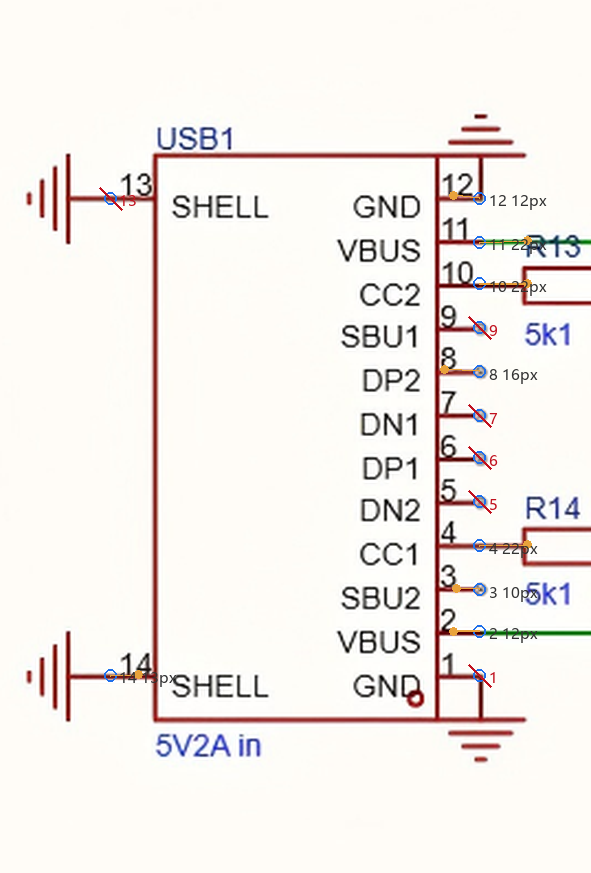 USB1
13
12
12 12px
SHELL
GND
13
11
11 22px
R13
VBUS
10
10 22px
CC2
9
9
5k1
SBU1
8
8 16px
DP2
7
7
DN1
6
6
DP1
5
5
R14
DN2
4
4 22px
CC1
3
3 10px
5k1
SBU2
2
2 12px
VBUS
14
1
1
SHELL
GND
5V2A in